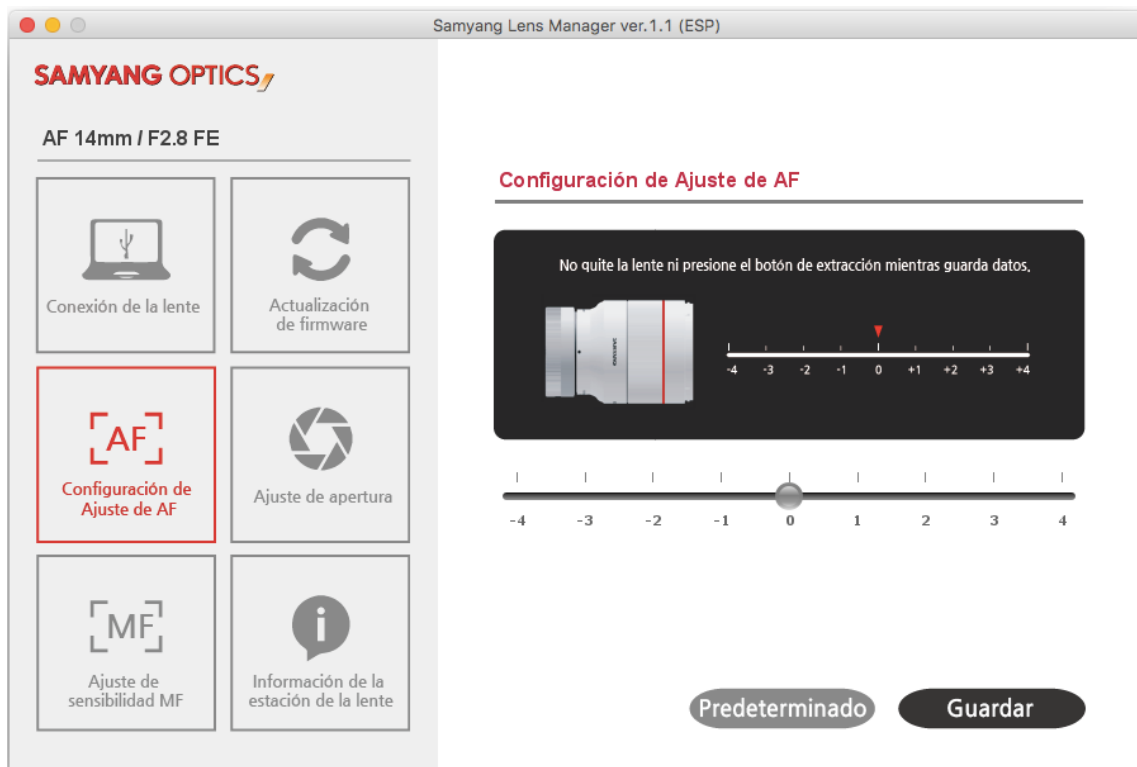 Samyang Lens Manager ver.1.1 (ESP)
SAMYANG OPTICS
AF 14mm / F2.8 FE
Conexión de la lente
Actualización
de firmware
AF
Configuración de
Ajuste de AF
Ajuste de apertura
MF
Ajuste de
sensibilidad MF
i
Información de la
estación de la lente
Configuración de Ajuste de AF
No quite la lente ni presione el botón de extracción mientras guarda datos.
SAMYANG
-4 -3 -2 -1 0 +1 +2 +3 +4
-4 -3 -2 -1 0 1 2 3 4
Predeterminado Guardar